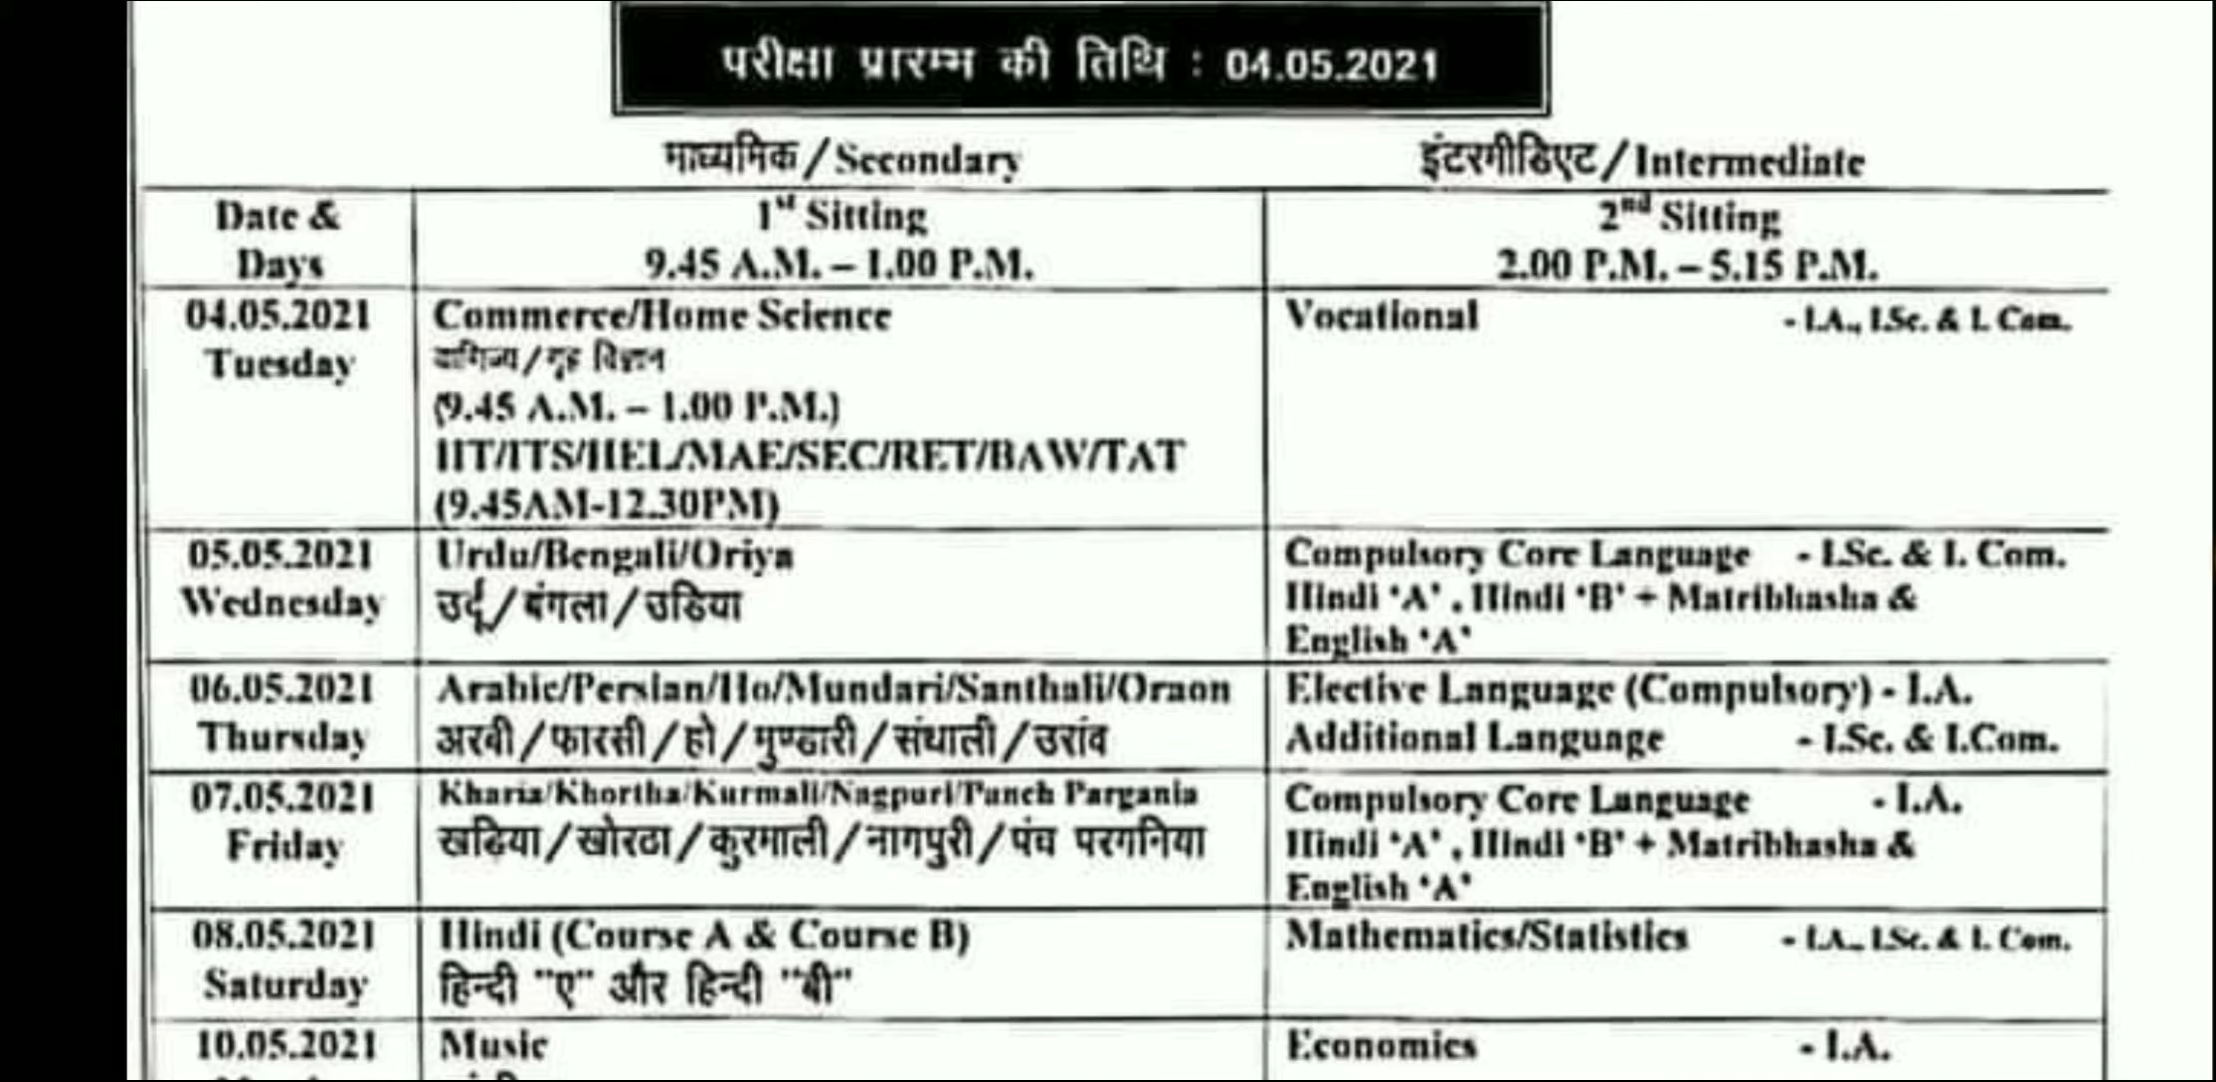 परीक्षा प्रारम्भ की तिथि : 04.05.2021
माध्यमिक/Secondary
इंटरमीडिएट/Intermediate
Date & Days
1st Sitting
9.45 A.M. – 1.00 P.M.
2nd Sitting
2.00 P.M. – 5.15 P.M.
04.05.2021
Tuesday
Commerce/Home Science
वाणिज्य/गृह विज्ञान
(9.45 A.M. – 1.00 P.M.)
IIT/ITS/HEL/MAE/SEC/RET/BAW/TAT
(9.45AM-12.30PM)
Vocational - I.A., I.Sc. & I. Com.
05.05.2021
Wednesday
Urdu/Bengali/Oriya
उर्दू/बंगला/उडिया
Compulsory Core Language - I.Sc. & I. Com.
Hindi ‘A’ , Hindi ‘B’ + Matribhasha &
English ‘A’
06.05.2021
Thursday
Arabic/Persian/Ho/Mundari/Santhali/Oraon
अरबी/फारसी/हो/मुण्डारी/संथाली/उरांव
Elective Language (Compulsory) - I.A.
Additional Language - I.Sc. & I.Com.
07.05.2021
Friday
Kharia/Khortha/Kurmali/Nagpuri/Panch Pargania
खडिया/खोरठा/कुरमाली/नागपुरी/पंच परगनिया
Compulsory Core Language - I.A.
Hindi ‘A’ , Hindi ‘B’ + Matribhasha &
English ‘A’
08.05.2021
Saturday
Hindi (Course A & Course B)
हिन्दी "ए" और हिन्दी "बी"
Mathematics/Statistics - I.A., I.Sc. & I. Com.
10.05.2021
Music
Economics - I.A.